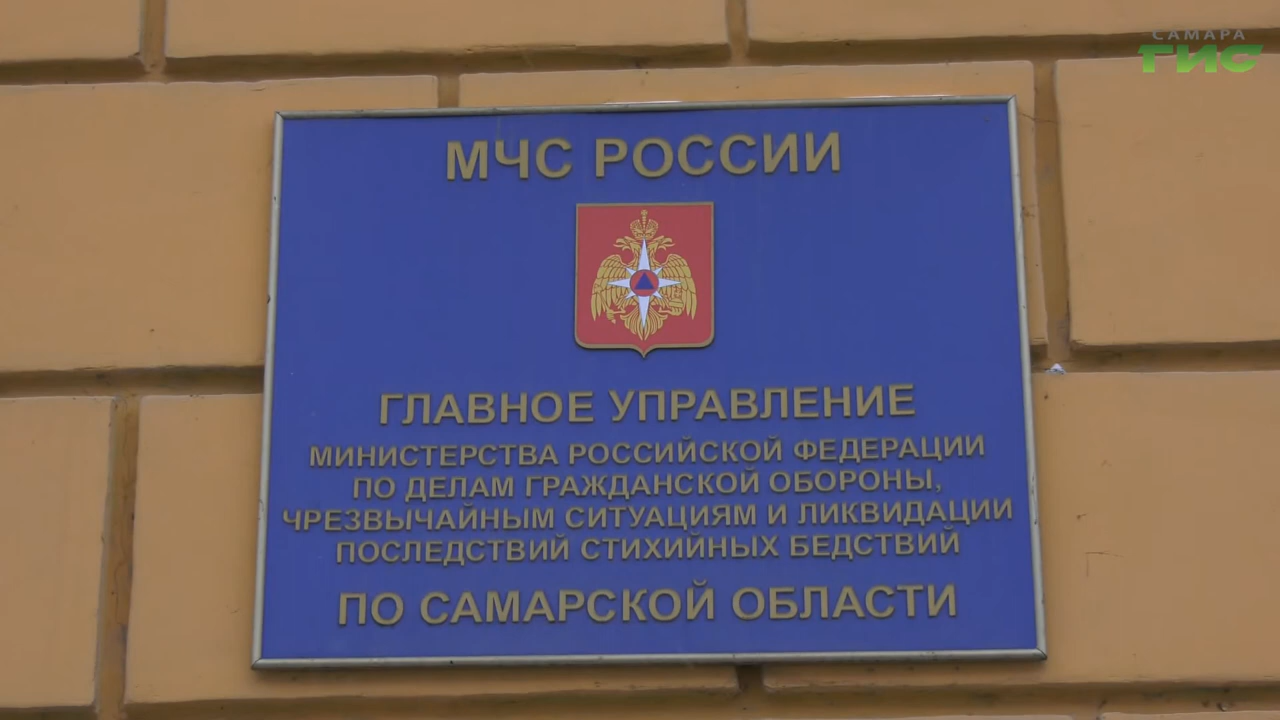 САМАРА
ГИС
МЧС РОССИИ
ГЛАВНОЕ УПРАВЛЕНИЕ
МИНИСТЕРСТВА РОССИЙСКОЙ ФЕДЕРАЦИИ
ПО ДЕЛАМ ГРАЖДАНСКОЙ ОБОРОНЫ,
ЧРЕЗВЫЧАЙНЫМ СИТУАЦИЯМ И ЛИКВИДАЦИИ
ПОСЛЕДСТВИЙ СТИХИЙНЫХ БЕДСТВИЙ
ПО САМАРСКОЙ ОБЛАСТИ